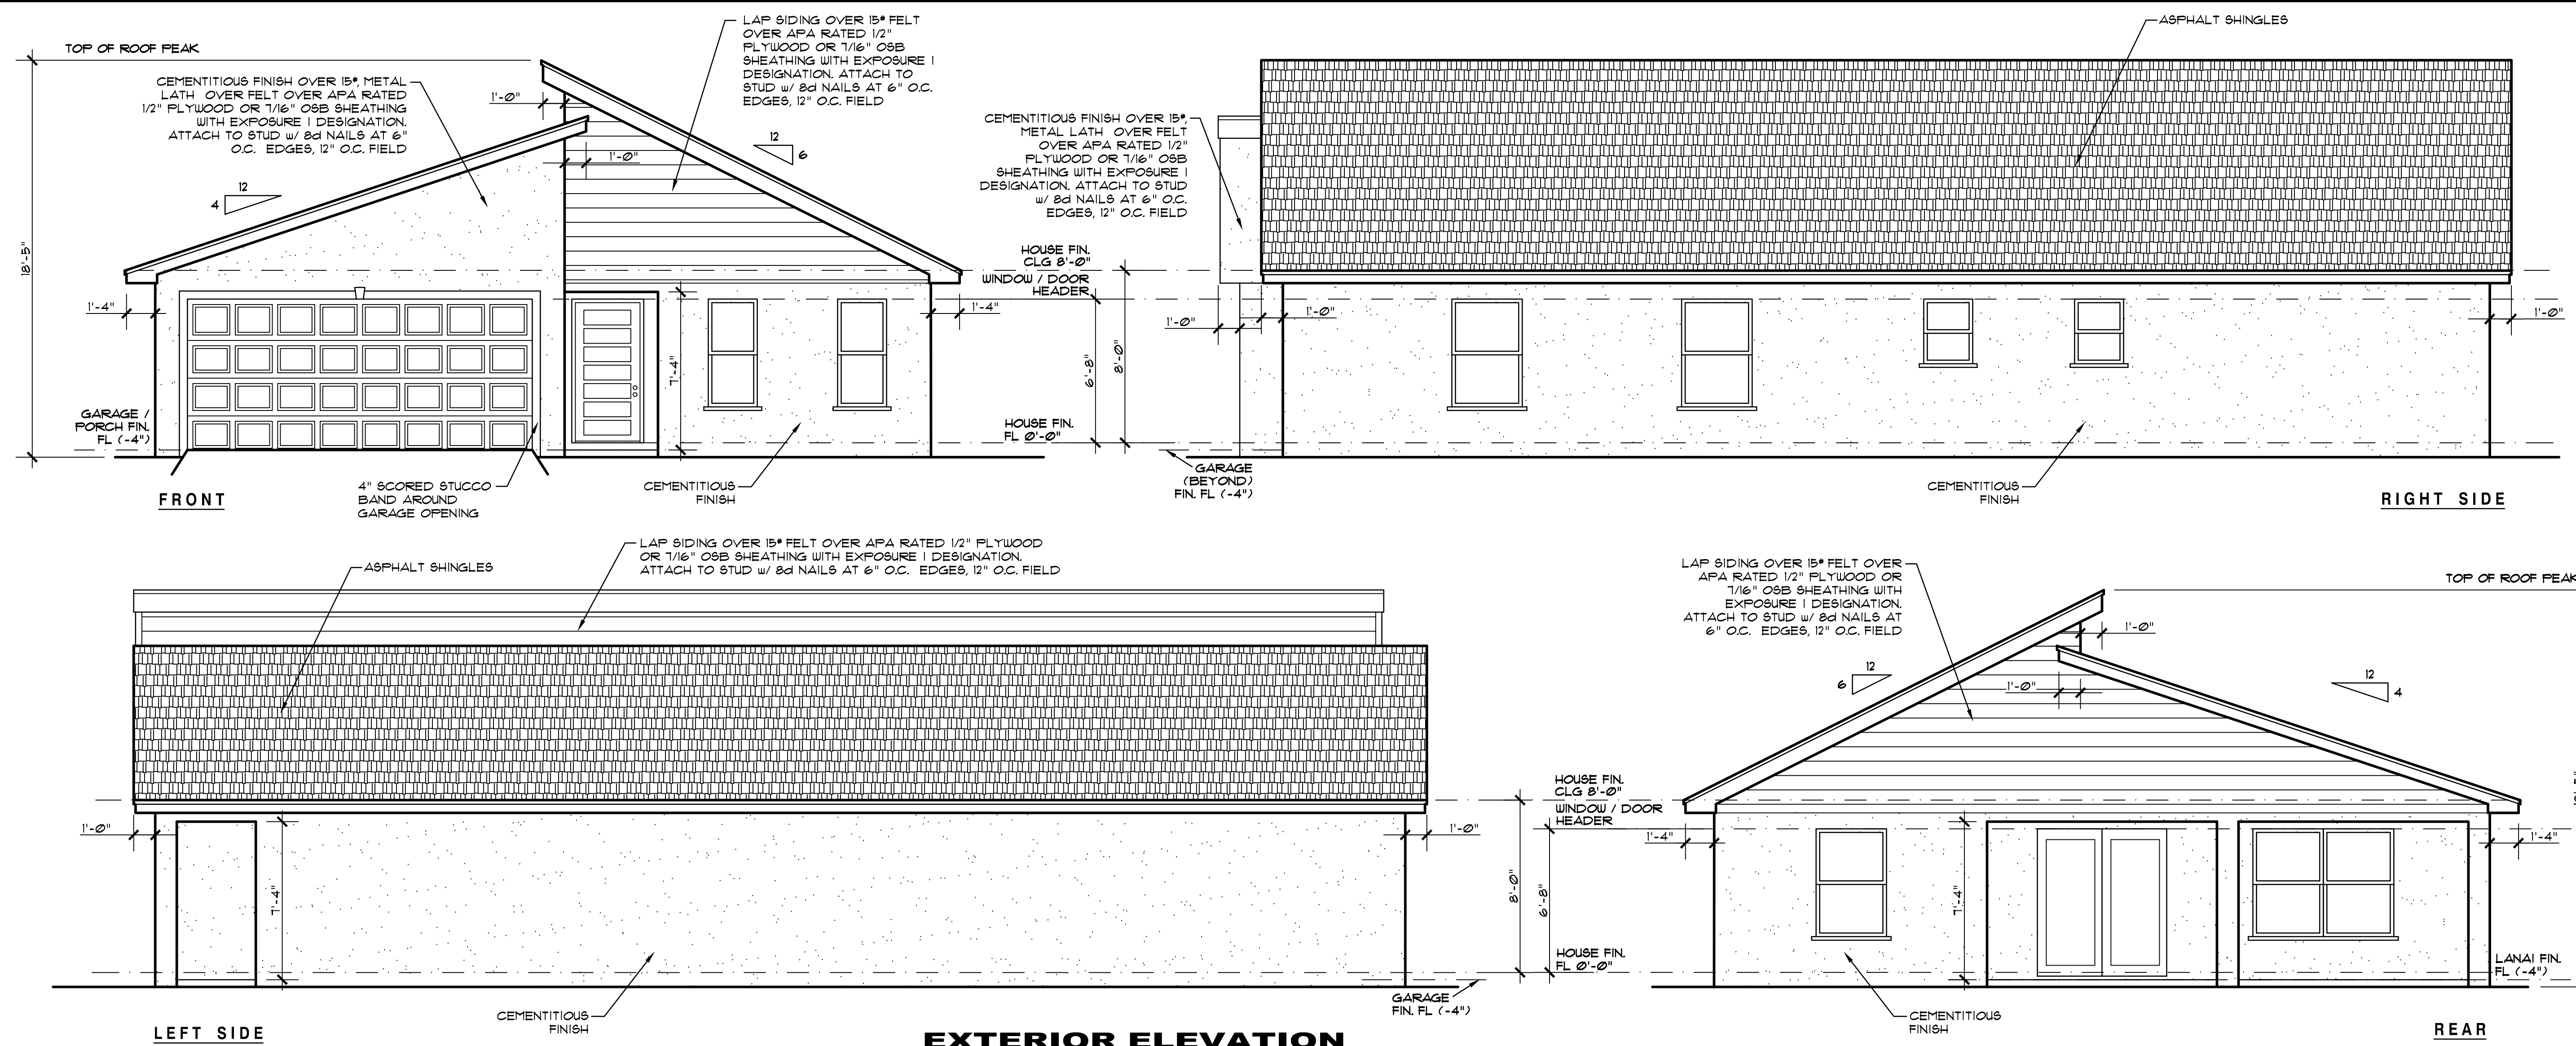 TOP OF ROOF PEAK
CEMENTITIOUS FINISH OVER 15#, METAL
LATH OVER FELT OVER APA RATED
1/2" PLYWOOD OR 7/16" OSB SHEATHING
WITH EXPOSURE 1 DESIGNATION.
ATTACH TO STUD w/ 8d NAILS AT 6"
O.C. EDGES, 12" O.C. FIELD
LAP SIDING OVER 15# FELT
OVER APA RATED 1/2"
PLYWOOD OR 7/16" OSB
SHEATHING WITH EXPOSURE 1
DESIGNATION. ATTACH TO
STUD w/ 8d NAILS AT 6" O.C.
EDGES, 12" O.C. FIELD
1'-0"
1'-0"
12
6
12
4
18'-5"
1'-4"
1'-4"
7'-4"
GARAGE /
PORCH FIN.
FL (-4")
4" SCORED STUCCO
BAND AROUND
GARAGE OPENING
CEMENTITIOUS
FINISH
FRONT
ASPHALT SHINGLES
CEMENTITIOUS FINISH OVER 15#,
METAL LATH OVER FELT
OVER APA RATED 1/2"
PLYWOOD OR 7/16" OSB
SHEATHING WITH EXPOSURE 1
DESIGNATION. ATTACH TO STUD
w/ 8d NAILS AT 6" O.C.
EDGES, 12" O.C. FIELD
HOUSE FIN.
CLG 8'-0"
WINDOW / DOOR
HEADER
6'-8"
8'-0"
HOUSE FIN.
FL 0'-0"
1'-0"
1'-0"
1'-0"
GARAGE
(BEYOND)
FIN. FL (-4")
CEMENTITIOUS
FINISH
RIGHT SIDE
LAP SIDING OVER 15# FELT OVER APA RATED 1/2" PLYWOOD
OR 7/16" OSB SHEATHING WITH EXPOSURE 1 DESIGNATION.
ATTACH TO STUD w/ 8d NAILS AT 6" O.C. EDGES, 12" O.C. FIELD
ASPHALT SHINGLES
1'-0"
1'-0"
7'-4"
CEMENTITIOUS
FINISH
GARAGE
FIN. FL (-4")
LEFT SIDE
LAP SIDING OVER 15# FELT OVER
APA RATED 1/2" PLYWOOD OR
7/16" OSB SHEATHING WITH
EXPOSURE 1 DESIGNATION.
ATTACH TO STUD w/ 8d NAILS AT
6" O.C. EDGES, 12" O.C. FIELD
TOP OF ROOF PEAK
1'-0"
1'-0"
12
6
12
4
HOUSE FIN.
CLG 8'-0"
WINDOW / DOOR
HEADER
8'-0"
6'-8"
HOUSE FIN.
FL 0'-0"
1'-4"
1'-4"
7'-4"
LANAI FIN.
FL (-4")
CEMENTITIOUS
FINISH
REAR
EXTERIOR ELEVATION